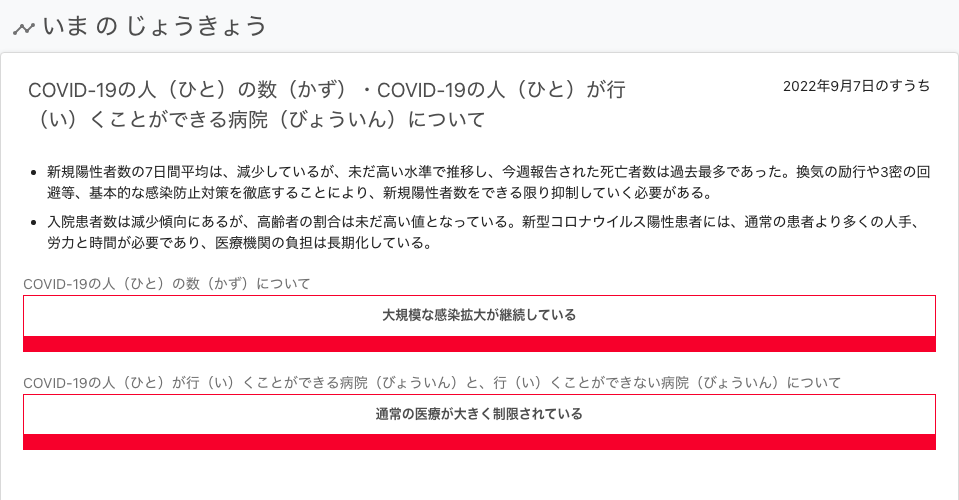 いま の じょうきょう
COVID-19の人（ひと）の数（かず）・COVID-19の人（ひと）が行
（い）くことができる病院（びょういん）について
2022年9月7日のすうち
新規陽性者数の7日間平均は、減少しているが、未だ高い水準で推移し、今週報告された死亡者数は過去最多であった。換気の励行や3密の回
避等、基本的な感染防止対策を徹底することにより、新規陽性者数をできる限り抑制していく必要がある。
入院患者数は減少傾向にあるが、高齢者の割合は未だ高い値となっている。新型コロナウイルス陽性患者には、通常の患者より多くの人手、
労力と時間が必要であり、医療機関の負担は長期化している。
COVID-19の人（ひと）の数（かず）について
大規模な感染拡大が継続している
COVID-19の人（ひと）が行（い）くことができる病院（びょういん）と、行（い）くことができない病院（びょういん）について
通常の医療が大きく制限されている